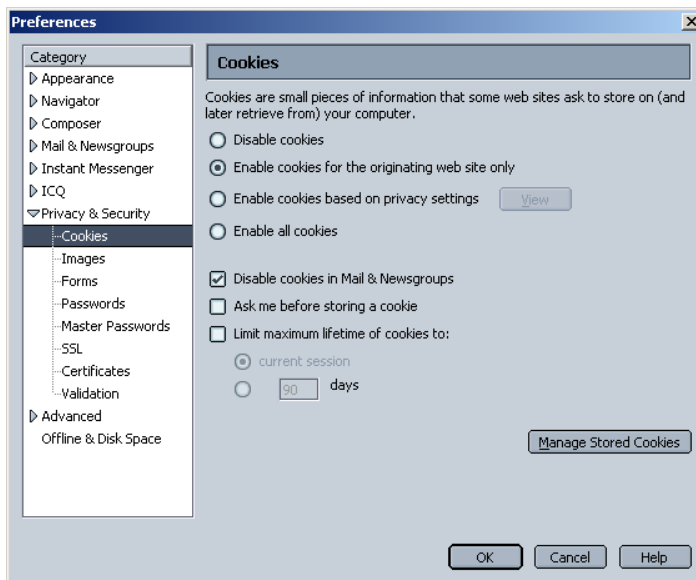 Preferences
Category
Appearance
Navigator
Composer
Mail & Newsgroups
Instant Messenger
ICQ
Privacy & Security
Cookies
Images
Forms
Passwords
Master Passwords
SSL
Certificates
Validation
Advanced
Offline & Disk Space
Cookies
Cookies are small pieces of information that some web sites ask to store on (and
later retrieve from) your computer.
Disable cookies
Enable cookies for the originating web site only
Enable cookies based on privacy settings View
Enable all cookies
Disable cookies in Mail & Newsgroups
Ask me before storing a cookie
Limit maximum lifetime of cookies to:
current session
90 days
Manage Stored Cookies
OK Cancel Help